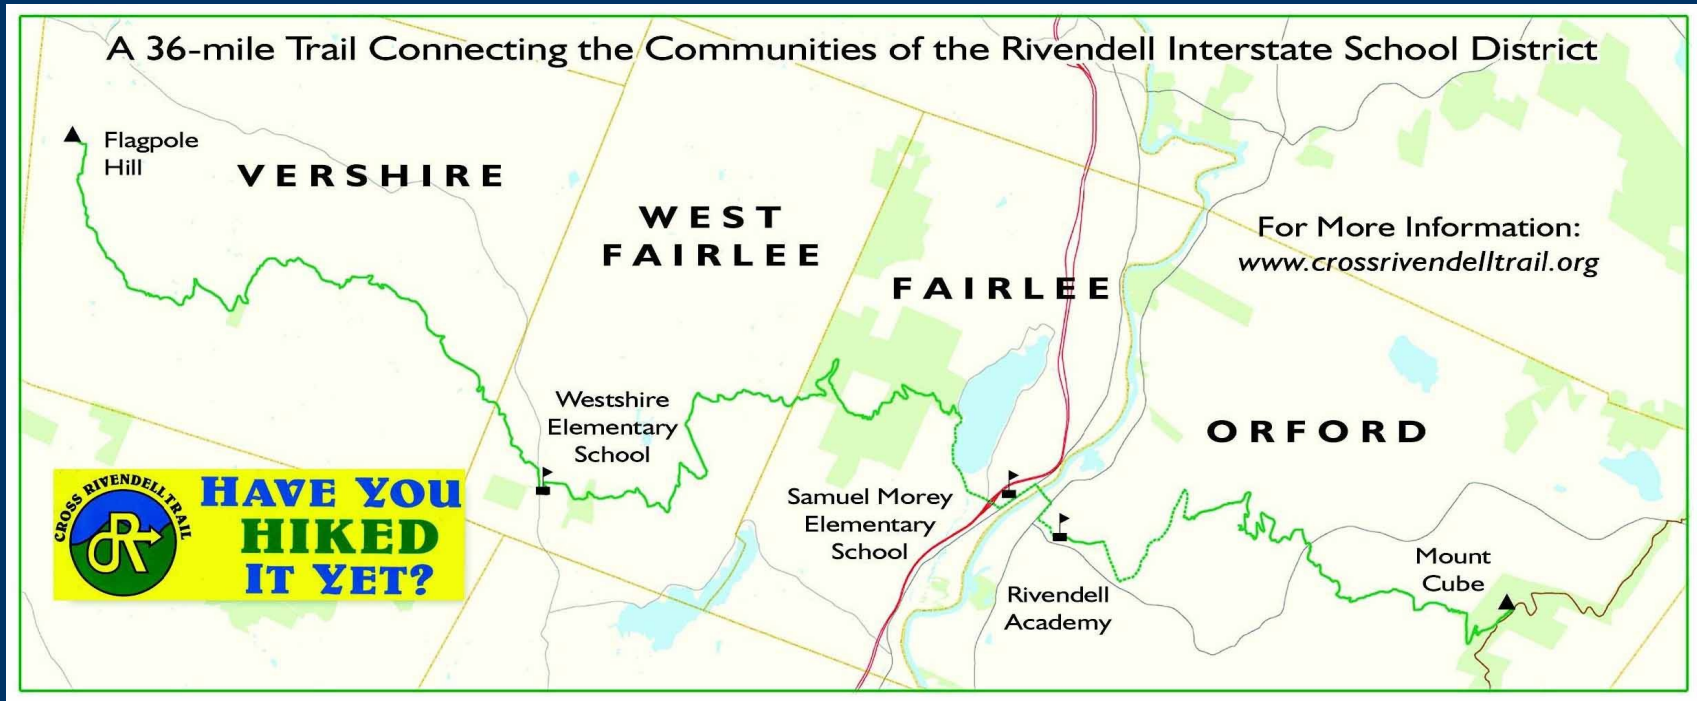 A 36-mile Trail Connecting the Communities of the Rivendell Interstate School District
Flagpole
Hill
VERSHIRE
WEST
FAIRLEE
FAIRLEE
For More Information:
www.crossrivendelltrail.org
Westshire
Elementary
School
ORFORD
Samuel Morey
Elementary
School
Rivendell
Academy
Mount
Cube
CROSS RIVENDELL TRAIL
R
HAVE YOU
HIKED
IT YET?